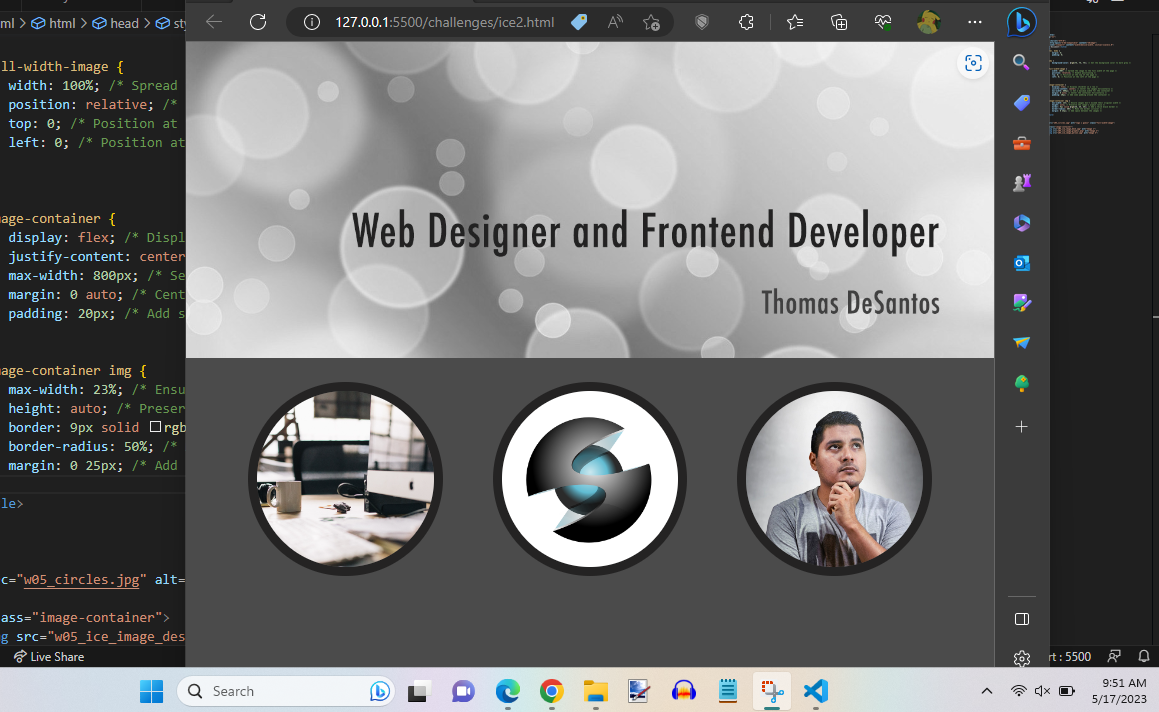 ml > html > head > sty
127.0.0.1:5500/challenges/ice2.html
ll-width-image {
width: 100%; /* Spread
position: relative; /*
top: 0; /* Position at
left: 0; /* Position at
age-container {
display: flex; /* Displ
justify-content: center
max-width: 800px; /* Se
margin: 0 auto; /* Cent
padding: 20px; /* Add s
age-container img {
max-width: 23%; /* Ensu
height: auto; /* Preser
border: 9px solid rgb
border-radius: 50%; /*
margin: 0 25px; /* Add
le>
c="w05_circles.jpg" alt=
ass="image-container">
g src="w05_ice_image_des
Web Designer and Frontend Developer
Thomas DeSantos
Live Share
rt : 5500
Search
9:51 AM
5/17/2023